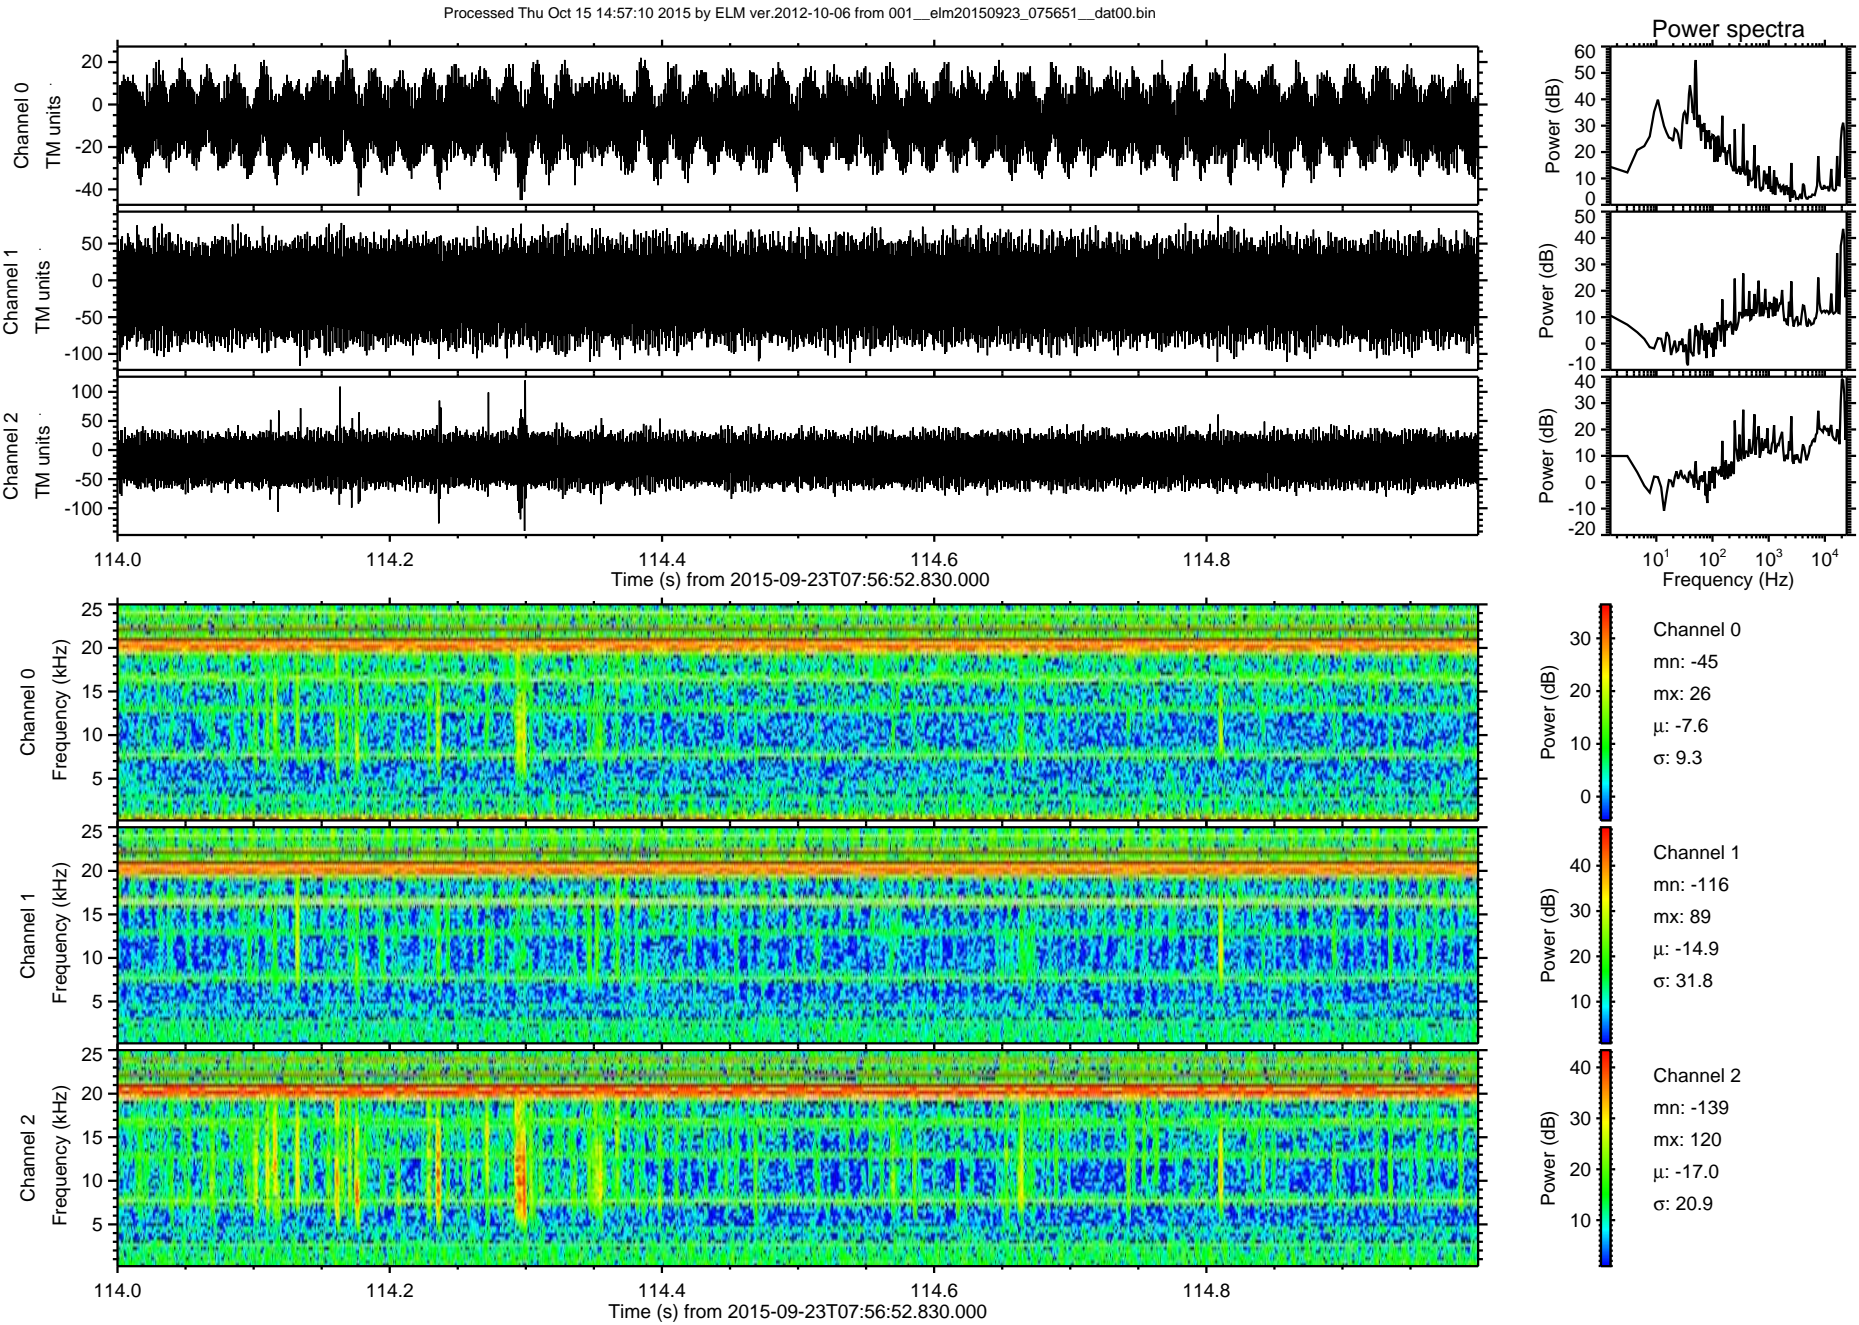 Processed Thu Oct 15 14:57:10 2015 by ELM ver.2012-10-06 from 001__elm20150923_075651__dat00.bin
Power spectra
Channel 0
TM units
20
0
-20
-40
Power (dB)
60
50
40
30
20
10
0
Channel 1
TM units
50
0
-50
-100
Power (dB)
50
40
30
20
10
0
-10
Channel 2
TM units
100
50
0
-50
-100
Power (dB)
40
30
20
10
0
-10
-20
114.0 114.2 114.4 114.6 114.8
Time (s) from 2015-09-23T07:56:52.830.000
10¹ 10² 10³ 10⁴
Frequency (Hz)
Channel 0
Frequency (kHz)
25
20
15
10
5
Power (dB)
30
20
10
0
Channel 0
mn: -45
mx: 26
μ: -7.6
σ: 9.3
Channel 1
Frequency (kHz)
25
20
15
10
5
Power (dB)
40
30
20
10
Channel 1
mn: -116
mx: 89
μ: -14.9
σ: 31.8
Channel 2
Frequency (kHz)
25
20
15
10
5
Power (dB)
40
30
20
10
Channel 2
mn: -139
mx: 120
μ: -17.0
σ: 20.9
114.0 114.2 114.4 114.6 114.8
Time (s) from 2015-09-23T07:56:52.830.000